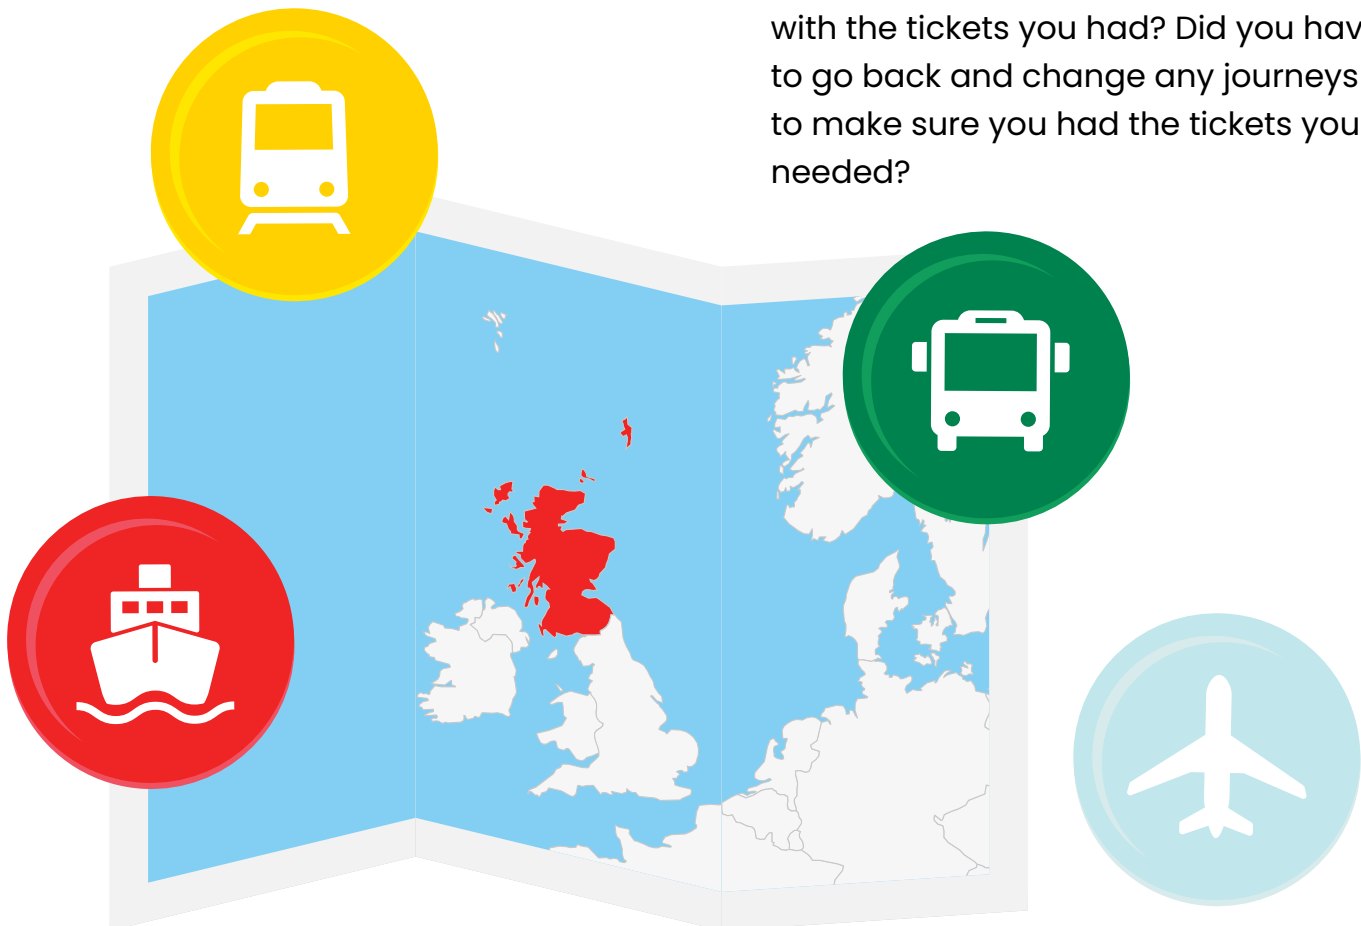 with the tickets you had? Did you hav
to go back and change any journeys
to make sure you had the tickets you
needed?